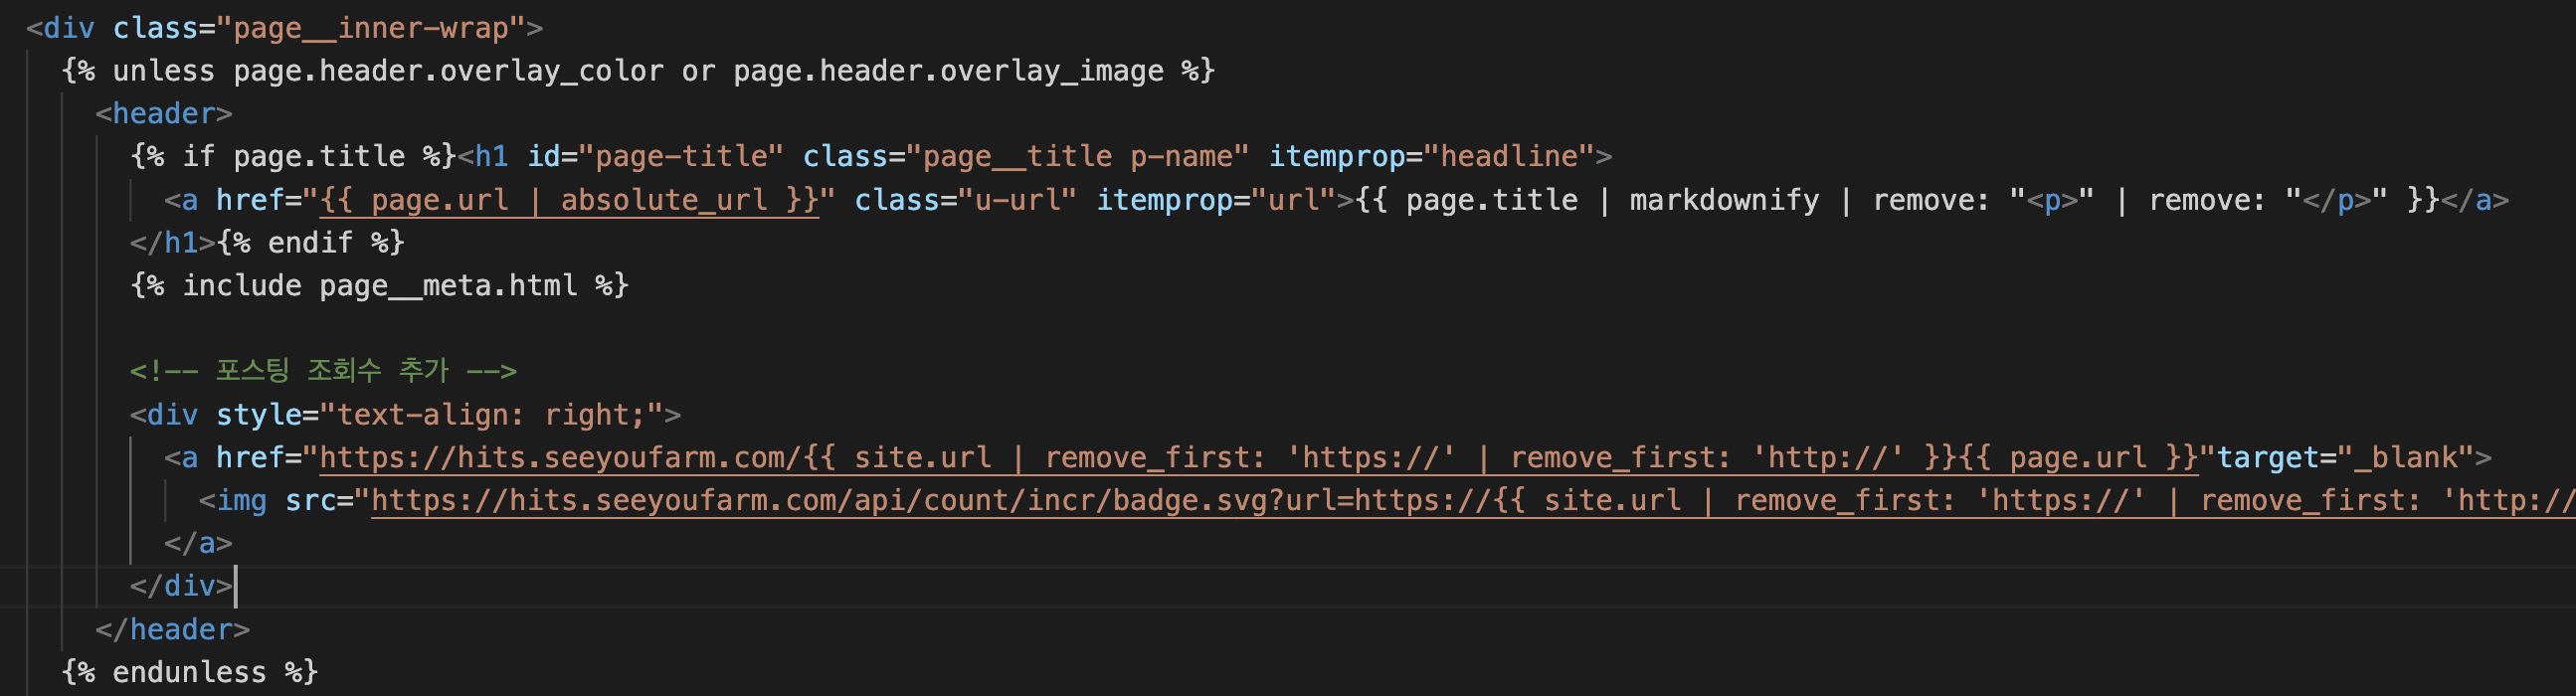 <div class="page__inner-wrap">
{% unless page.header.overlay_color or page.header.overlay_image %}
<header>
{% if page.title %}<h1 id="page-title" class="page__title p-name" itemprop="headline">
<a href="{{ page.url | absolute_url }}" class="u-url" itemprop="url">{{ page.title | markdownify | remove: "<p>" | remove: "</p>" }}</a>
</h1>{% endif %}
{% include page__meta.html %}
<!-- 포스팅 조회수 추가 -->
<div style="text-align: right;">
<a href="https://hits.seeyoufarm.com/{{ site.url | remove_first: 'https://' | remove_first: 'http://' }}{{ page.url }}"target="_blank">
<img src="https://hits.seeyoufarm.com/api/count/incr/badge.svg?url=https://{{ site.url | remove_first: 'https://' | remove_first: 'http://
</a>
</div>
</header>
{% endunless %}